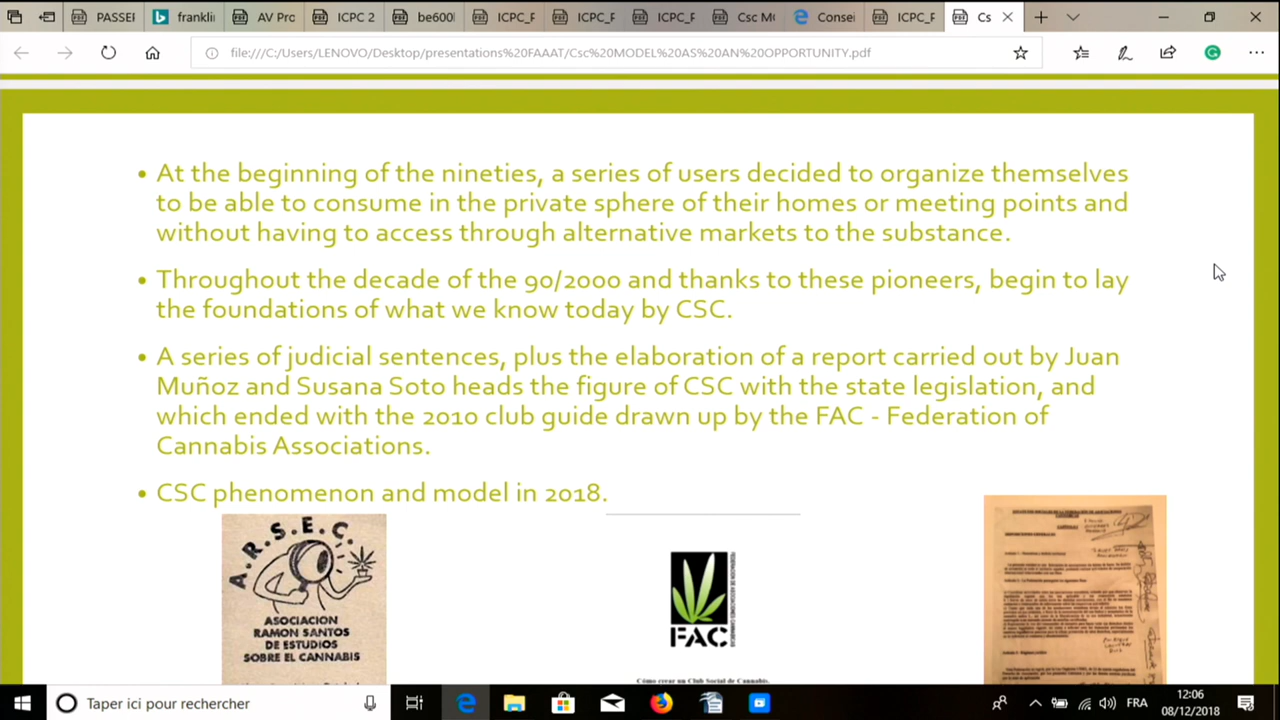 PASSEF
frankli
AV Pro
ICPC 2
be600
ICPC_F
ICPC_F
ICPC_F
Csc M
Consei
ICPC_F
Cs
file:///C:/Users/LENOVO/Desktop/presentations%20FAAAT/Csc%20MODEL%20AS%20AN%20OPPORTUNITY.pdf
• At the beginning of the nineties, a series of users decided to organize themselves
to be able to consume in the private sphere of their homes or meeting points and
without having to access through alternative markets to the substance.
• Throughout the decade of the 90/2000 and thanks to these pioneers, begin to lay
the foundations of what we know today by CSC.
• A series of judicial sentences, plus the elaboration of a report carried out by Juan
Muñoz and Susana Soto heads the figure of CSC with the state legislation, and
which ended with the 2010 club guide drawn up by the FAC - Federation of
Cannabis Associations.
• CSC phenomenon and model in 2018.
A.R.S.E.C.
ASOCIACION
RAMON SANTOS
DE ESTUDIOS
SOBRE EL CANNABIS
FEDERACION DE ASOCIACIONES CANNABICAS
FAC
Cómo crear un Club Social de Cannabis.
Taper ici pour rechercher
FRA
12:06
08/12/2018